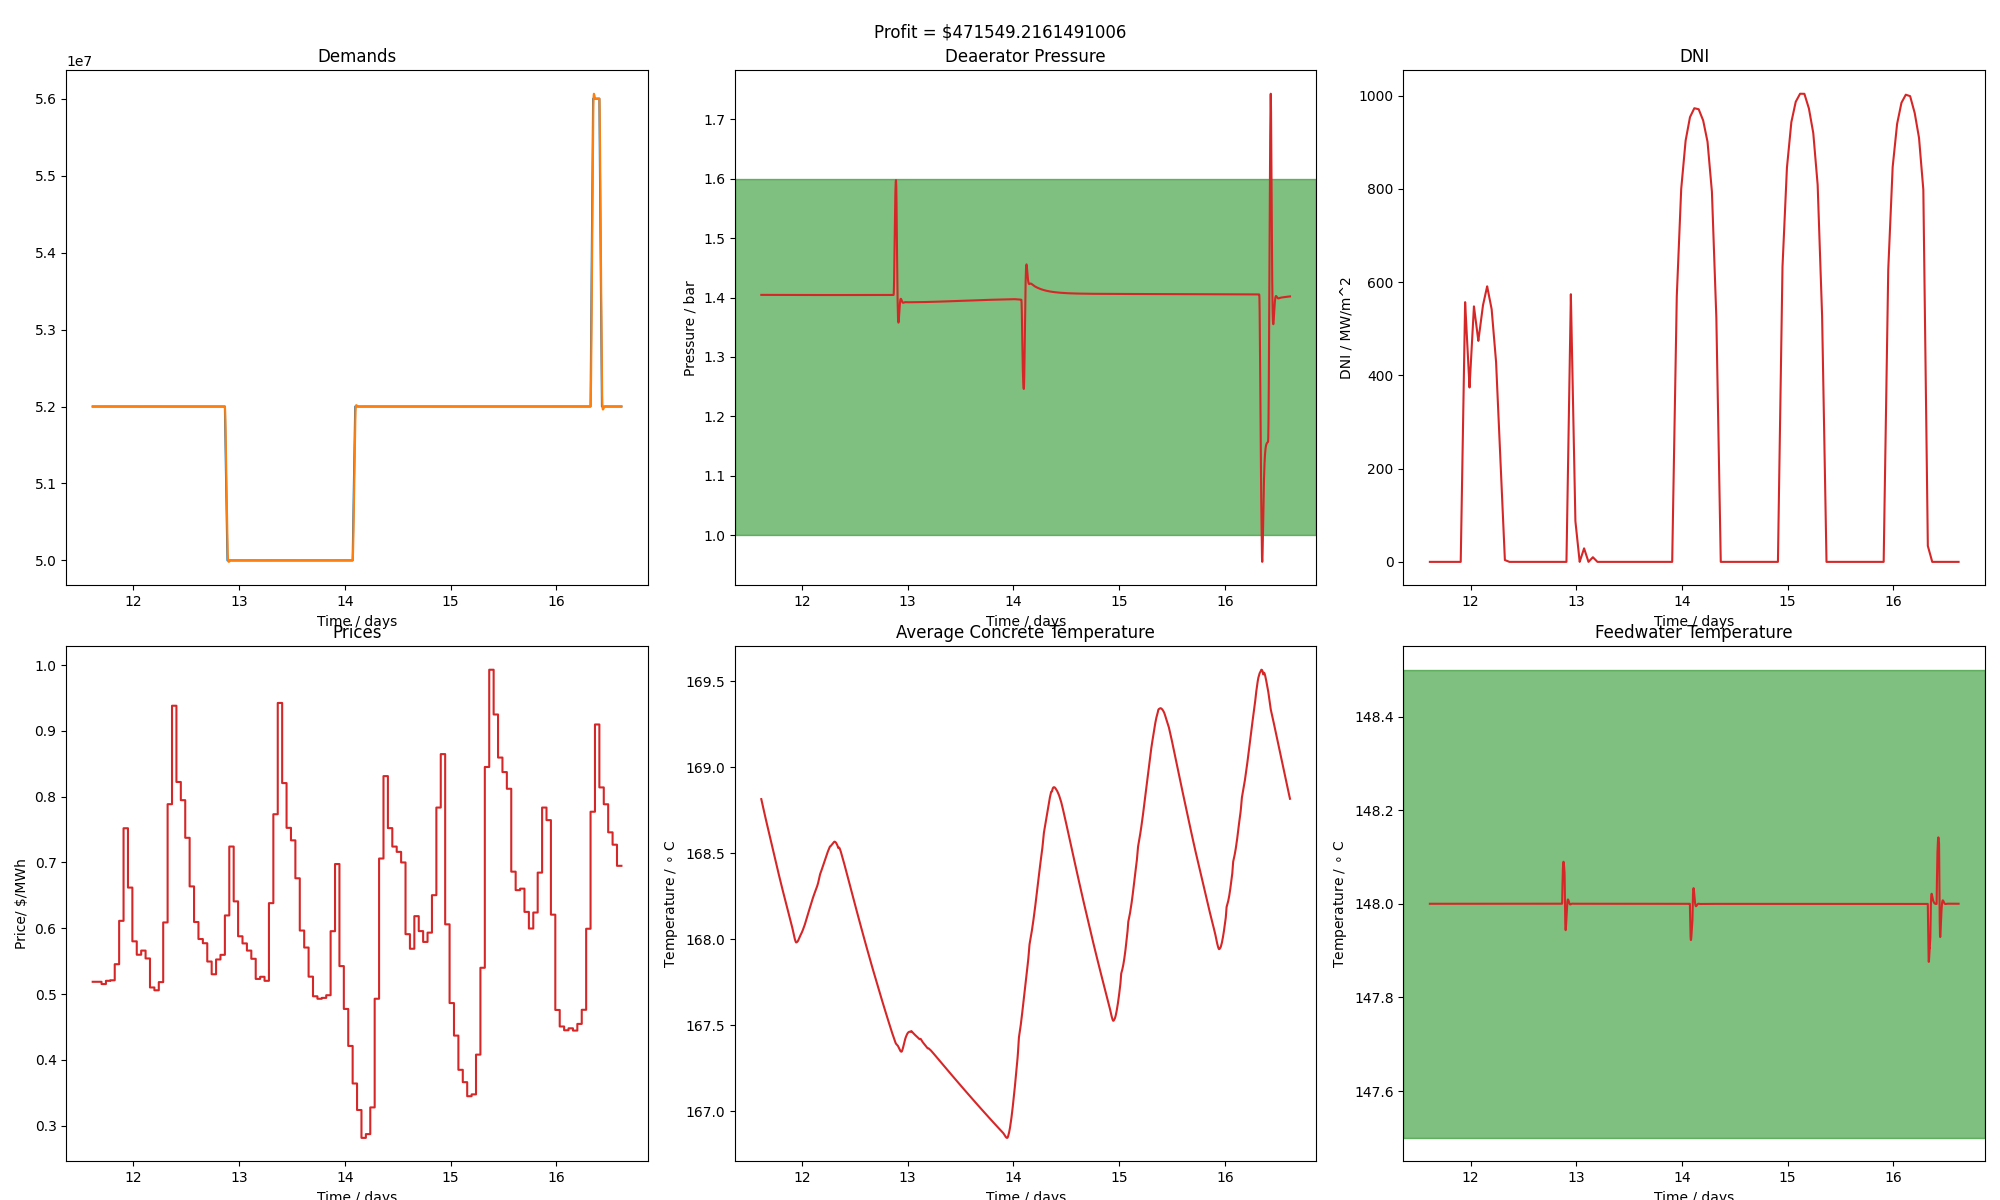 Profit = $471549.2161491006
Demands
1e7
5.6
5.5
5.4
5.3
5.2
5.1
5.0
12 13 14 15 16
Time / days
Deaerator Pressure
Pressure / bar
1.7
1.6
1.5
1.4
1.3
1.2
1.1
1.0
12 13 14 15 16
Time / days
DNI
DNI / MW/m^2
1000
800
600
400
200
0
12 13 14 15 16
Time / days
Prices
Price/ $/MWh
1.0
0.9
0.8
0.7
0.6
0.5
0.4
0.3
12 13 14 15 16
Time / days
Average Concrete Temperature
Temperature / ∘ C
169.5
169.0
168.5
168.0
167.5
167.0
12 13 14 15 16
Time / days
Feedwater Temperature
Temperature / ∘ C
148.4
148.2
148.0
147.8
147.6
12 13 14 15 16
Time / days